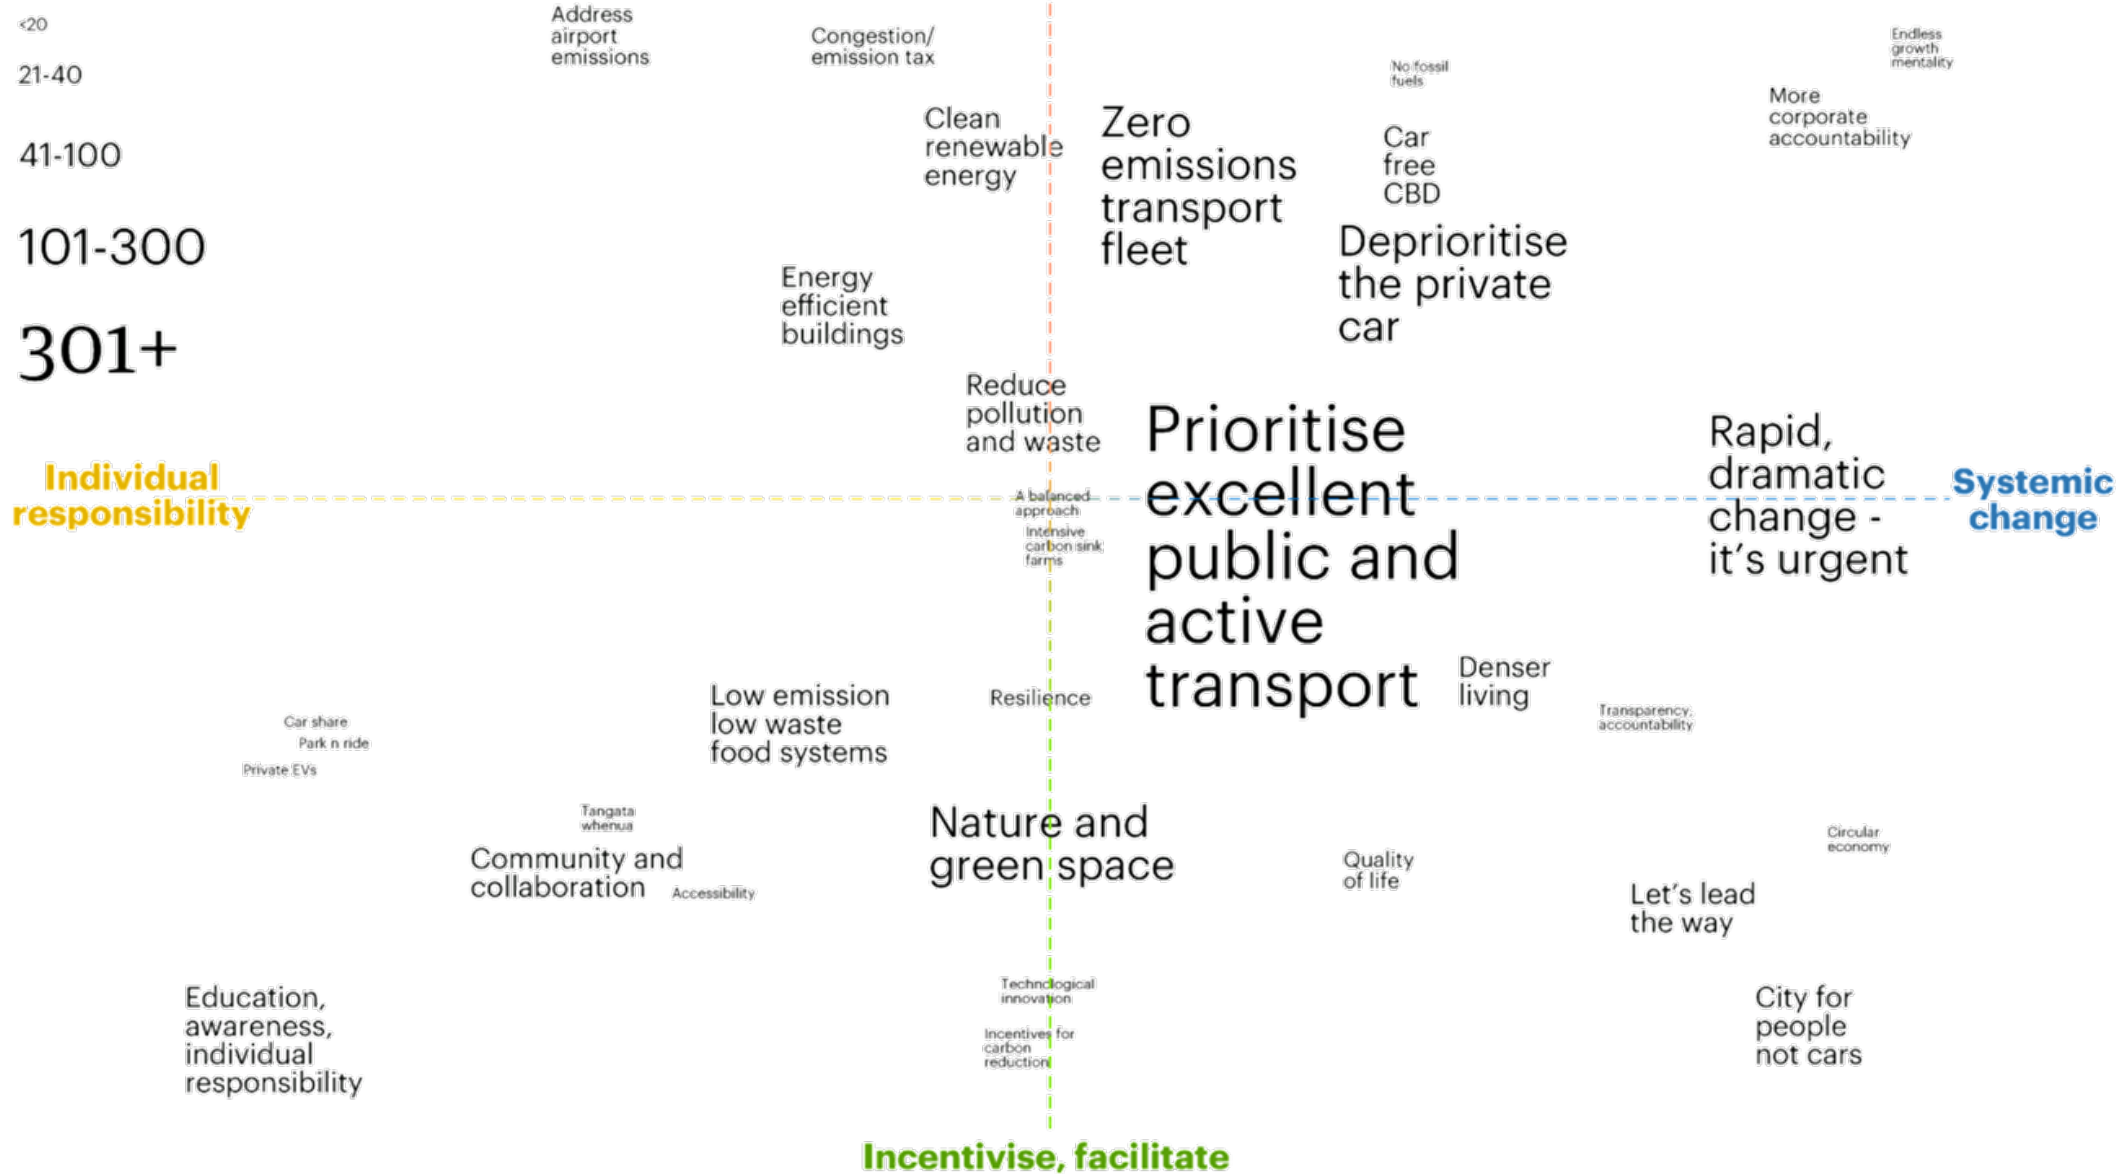 <20
21-40
41-100
101-300
301+
Address
airport
emissions
Congestion/
emission tax
Clean
renewable
energy
Energy
efficient
buildings
Reduce
pollution
and waste
Zero
emissions
transport
fleet
No fossil
fuels
Car
free
CBD
Deprioritise
the private
car
Endless
growth
mentality
More
corporate
accountability
Individual
responsibility
A balanced
approach
Intensive
carbon sink
farms
Prioritise
excellent
public and
active
transport
Rapid,
dramatic
change -
it's urgent
Systemic
change
Car share
Park n ride
Private EVs
Low emission
low waste
food systems
Resilience
Denser
living
Transparency,
accountability
Tangata
whenua
Community and
collaboration
Accessibility
Nature and
green space
Quality
of life
Circular
economy
Let's lead
the way
Education,
awareness,
individual
responsibility
Technological
innovation
Incentives for
carbon
reduction
City for
people
not cars
Incentivise, facilitate